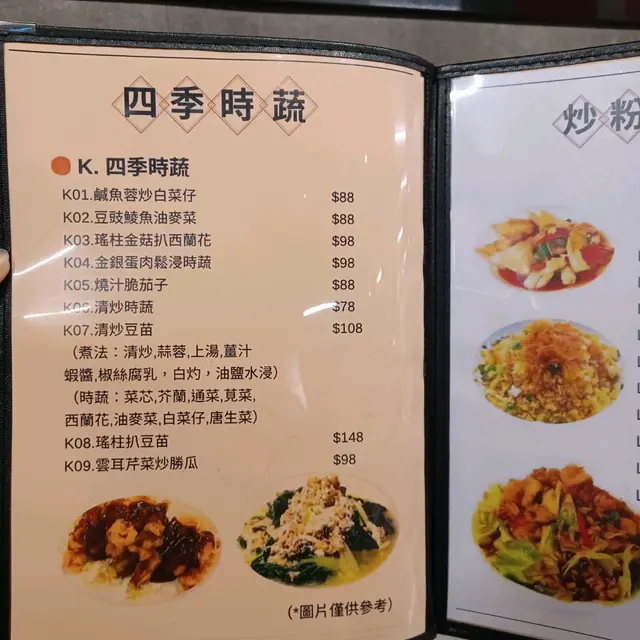 四季時蔬
K. 四季時蔬
K01.鹹魚蓉炒白菜仔 $88
K02.豆豉鯪魚油麥菜 $88
K03.瑤柱金菇扒西蘭花 $98
K04.金銀蛋肉鬆浸時蔬 $98
K05.燒汁脆茄子 $88
K06.清炒時蔬 $78
K07.清炒豆苗 $108
（煮法：清炒,蒜蓉,上湯,薑汁
蝦醬,椒絲腐乳，白灼，油鹽水浸）
（時蔬：菜芯,芥蘭,通菜,莧菜,
西蘭花,油麥菜,白菜仔,唐生菜）
K08.瑤柱扒豆苗 $148
K09.雲耳芹菜炒勝瓜 $98
(*圖片僅供參考)
炒粉